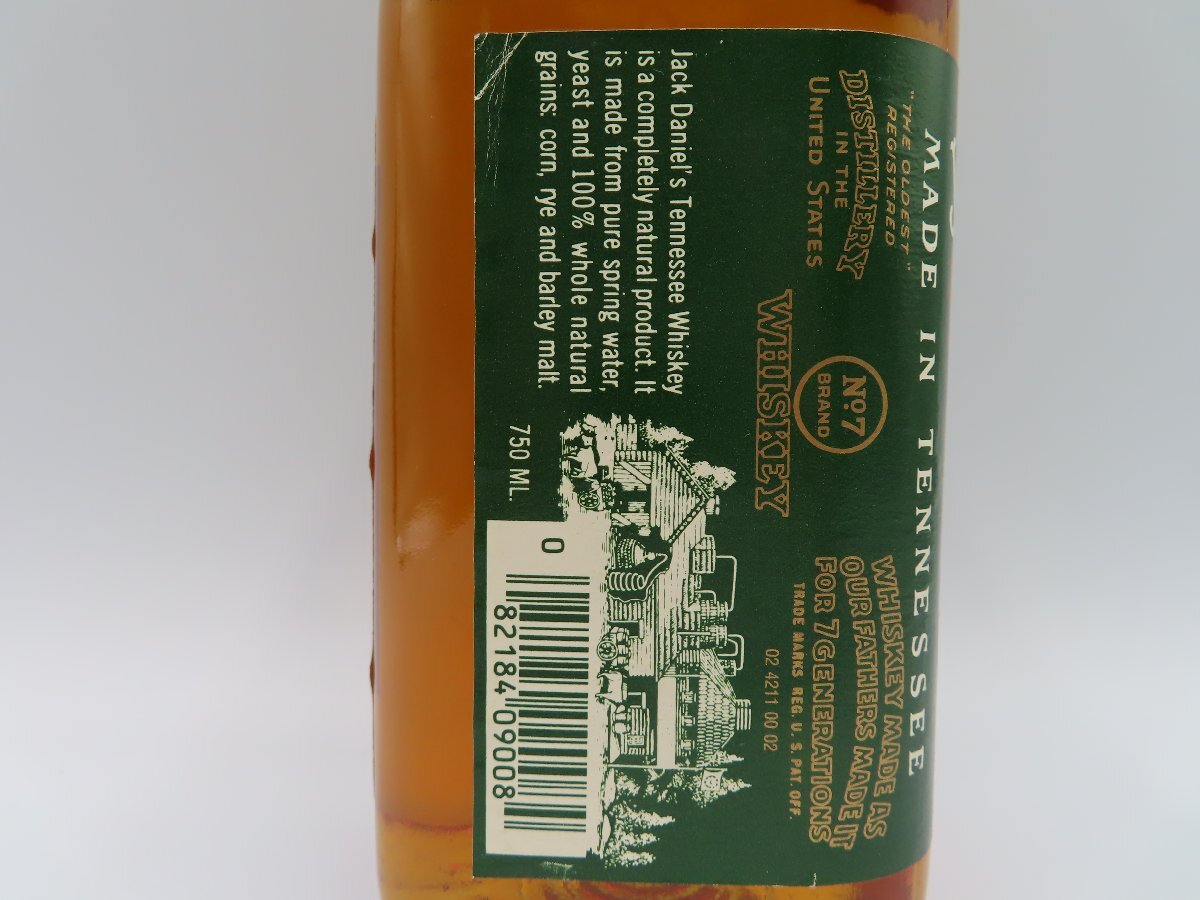 MADE IN TENNESSEE
"THE OLDEST"
REGISTERED
DISTILLERY
IN THE
UNITED STATES
No. 7
BRAND
WHISKEY
WHISKEY MADE AS
OUR FATHERS MADE IT
FOR 7 GENERATIONS
TRADE MARKS REG. U. S. PAT. OFF.
02 4211 00 02
Jack Daniel's Tennessee Whiskey
is a completely natural product. It
is made from pure spring water,
yeast and 100% whole natural
grains: corn, rye and barley malt.
750 ML.
0 82184 09008